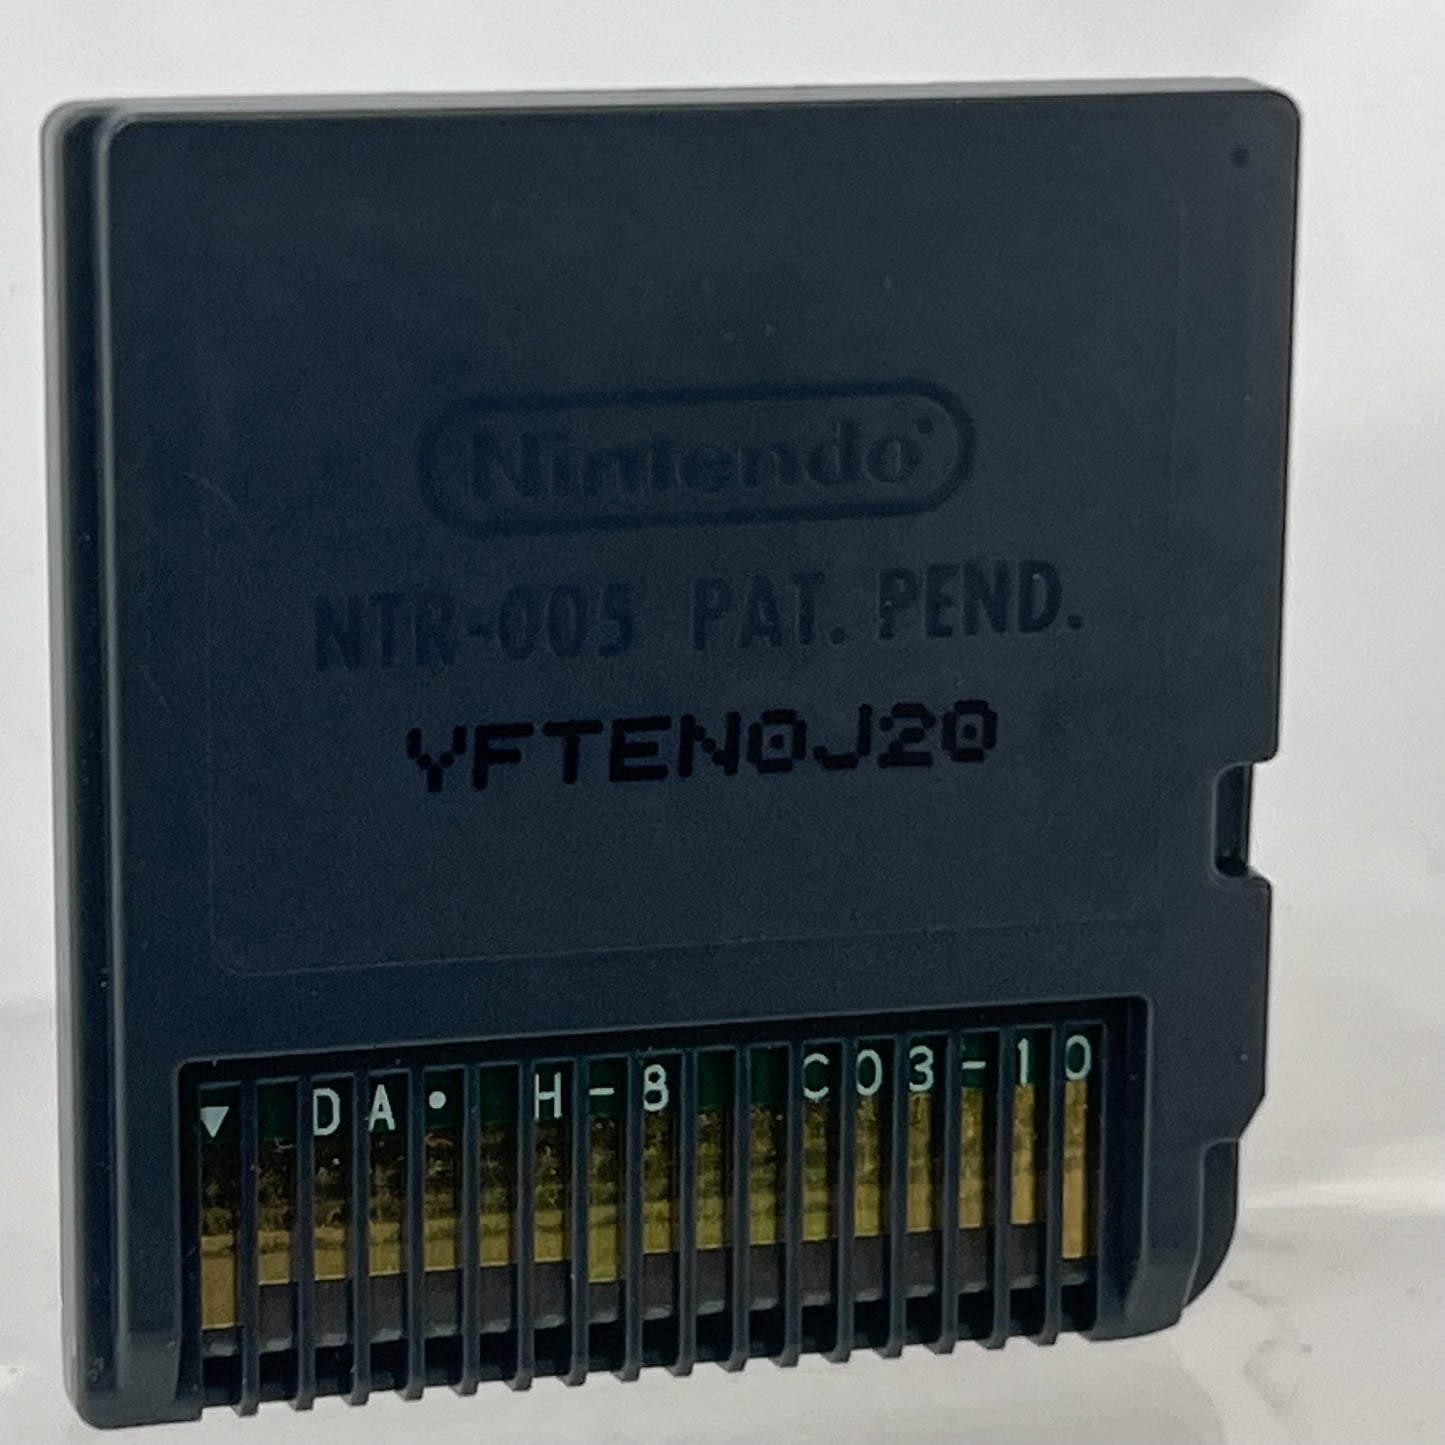 Nintendo
NTR-005 PAT. PEND.
YFTEN0J20
▼ DA• H-8 C03-10